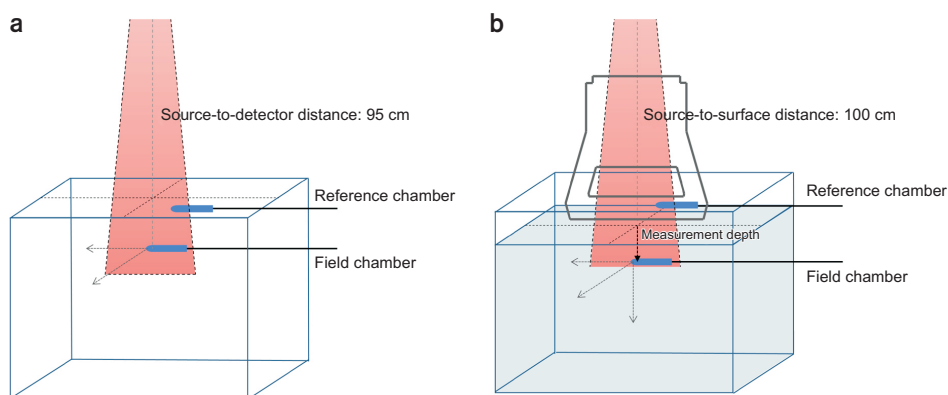 a
Source-to-detector distance: 95 cm
Reference chamber
Field chamber
b
Source-to-surface distance: 100 cm
Reference chamber
Measurement depth
Field chamber